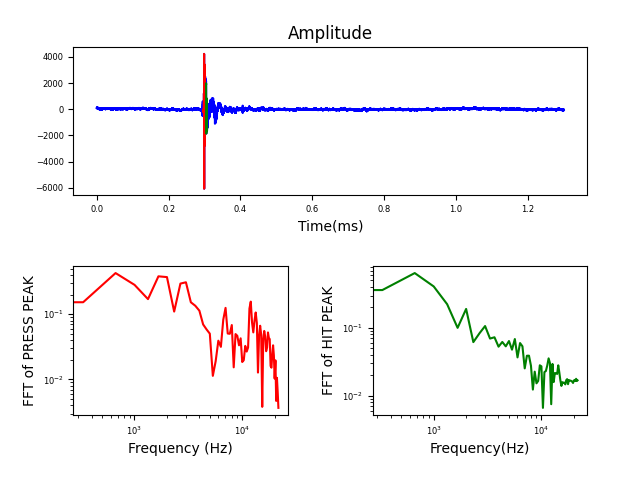 Amplitude
4000
2000
0
−2000
−4000
−6000
0.0 0.2 0.4 0.6 0.8 1.0 1.2
Time(ms)
FFT of PRESS PEAK
10⁻¹
10⁻²
10³ 10⁴
Frequency (Hz)
FFT of HIT PEAK
10⁻¹
10⁻²
10³ 10⁴
Frequency(Hz)